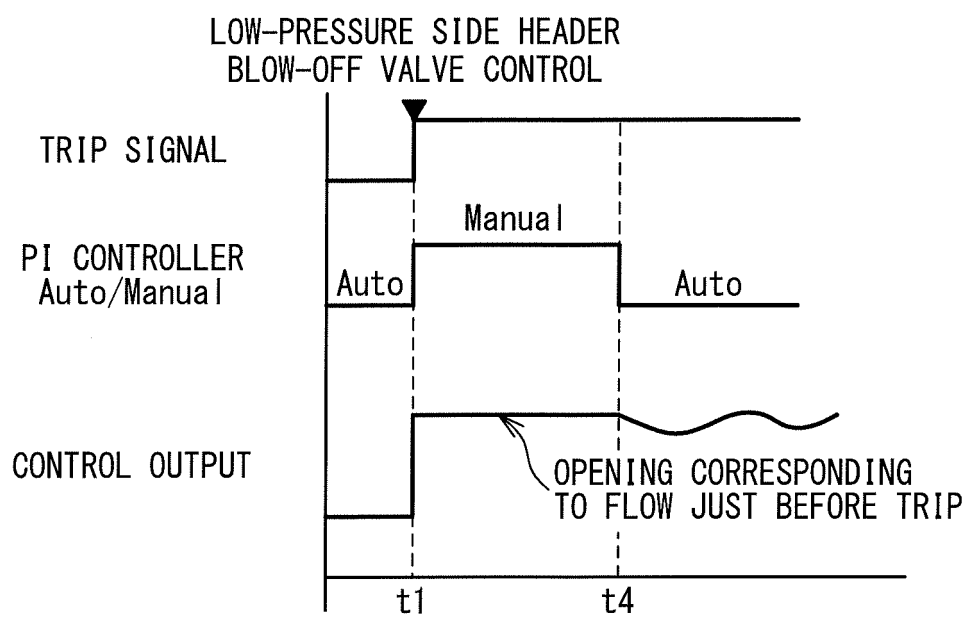 LOW-PRESSURE SIDE HEADER
BLOW-OFF VALVE CONTROL
TRIP SIGNAL
Manual
PI CONTROLLER
Auto/Manual
Auto
Auto
CONTROL OUTPUT
OPENING CORRESPONDING
TO FLOW JUST BEFORE TRIP
t1
t4